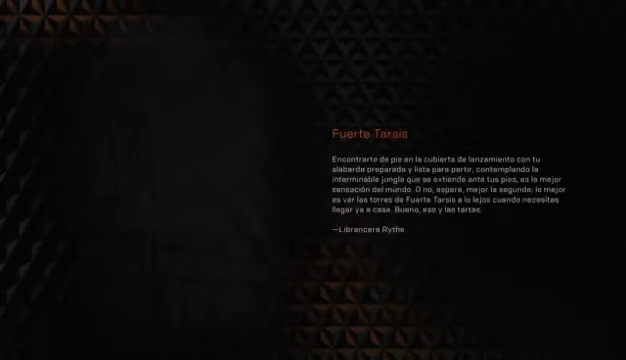 Fuerte Tarsis
Encontrarte de pie en la cubierta de lanzamiento con tu
alabarda preparada y lista para partir, contemplando la
interminable jungla que se extiende ante tus pies, es la mejor
sensación del mundo. O no, espera, mejor la segunda: lo mejor
es ver las torres de Fuerte Tarsis a lo lejos cuando necesitas
llegar ya a casa. Bueno, eso y las tartas.
—Librancera Rythe